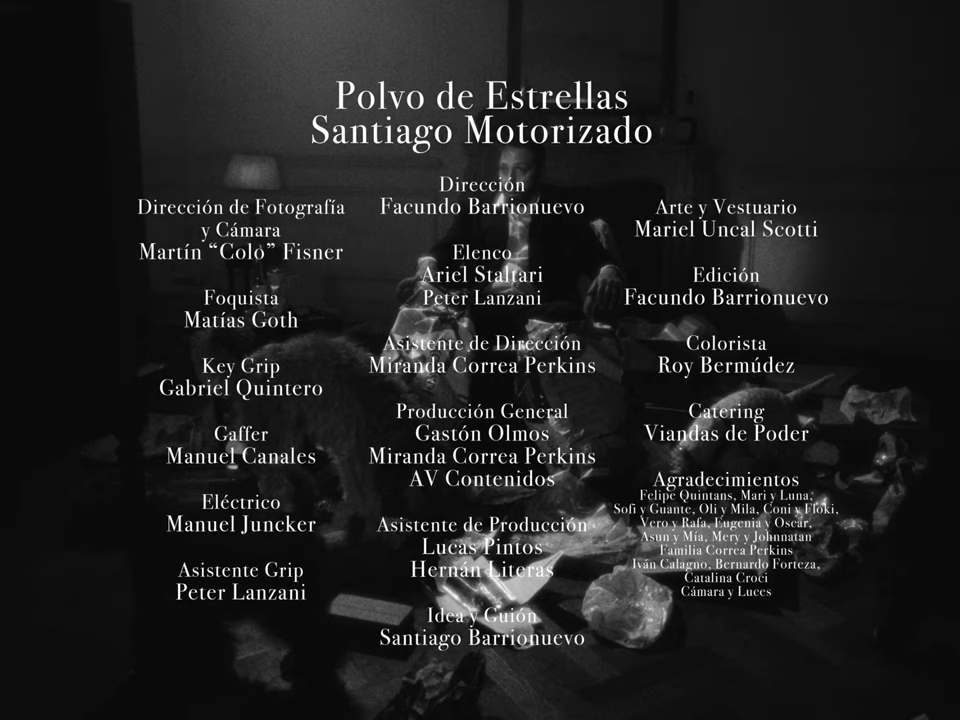 Polvo de Estrellas
Santiago Motorizado
Dirección de Fotografía
y Cámara
Martín “Colo” Fisner
Foquista
Matías Goth
Key Grip
Gabriel Quintero
Gaffer
Manuel Canales
Eléctrico
Manuel Juncker
Asistente Grip
Peter Lanzani
Dirección
Facundo Barrionuevo
Elenco
Ariel Staltari
Peter Lanzani
Asistente de Dirección
Miranda Correa Perkins
Producción General
Gastón Olmos
Miranda Correa Perkins
AV Contenidos
Asistente de Producción
Lucas Pintos
Hernán Literas
Idea y Guión
Santiago Barrionuevo
Arte y Vestuario
Mariel Uncal Scotti
Edición
Facundo Barrionuevo
Colorista
Roy Bermúdez
Catering
Viandas de Poder
Agradecimientos
Felipe Quintans, Mari y Luna,
Sofi y Guante, Oli y Mila, Coni y Floki,
Vero y Rafa, Eugenia y Oscar,
Asun y Mía, Mery y Johnnatan
Familia Correa Perkins
Iván Calagno, Bernardo Forteza,
Catalina Croci
Cámara y Luces